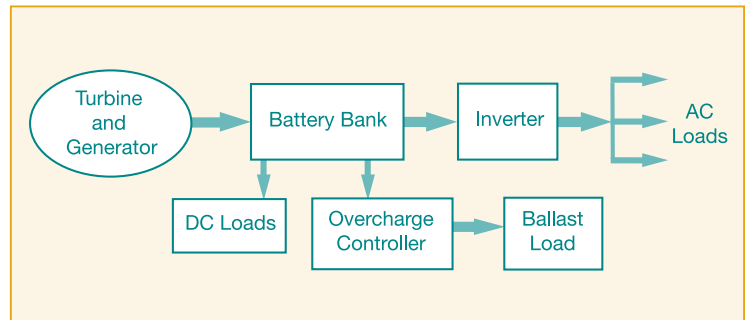 Turbine
and
Generator
Battery Bank
Inverter
AC
Loads
DC Loads
Overcharge
Controller
Ballast
Load